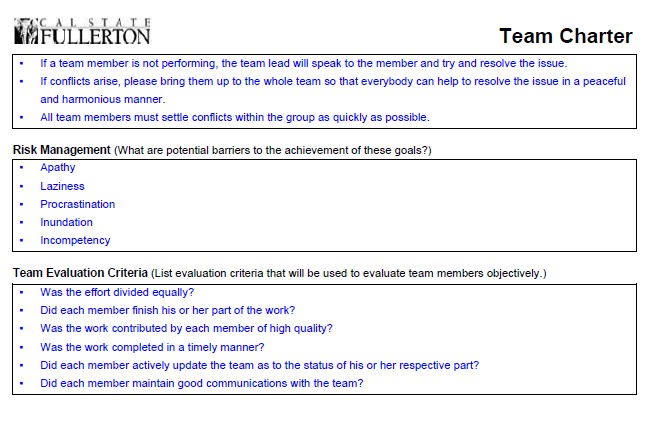 CAL STATE
FULLERTON
Team Charter
▪ If a team member is not performing, the team lead will speak to the member and try and resolve the issue.
▪ If conflicts arise, please bring them up to the whole team so that everybody can help to resolve the issue in a peaceful
and harmonious manner.
▪ All team members must settle conflicts within the group as quickly as possible.
Risk Management (What are potential barriers to the achievement of these goals?)
▪ Apathy
▪ Laziness
▪ Procrastination
▪ Inundation
▪ Incompetency
Team Evaluation Criteria (List evaluation criteria that will be used to evaluate team members objectively.)
▪ Was the effort divided equally?
▪ Did each member finish his or her part of the work?
▪ Was the work contributed by each member of high quality?
▪ Was the work completed in a timely manner?
▪ Did each member actively update the team as to the status of his or her respective part?
▪ Did each member maintain good communications with the team?